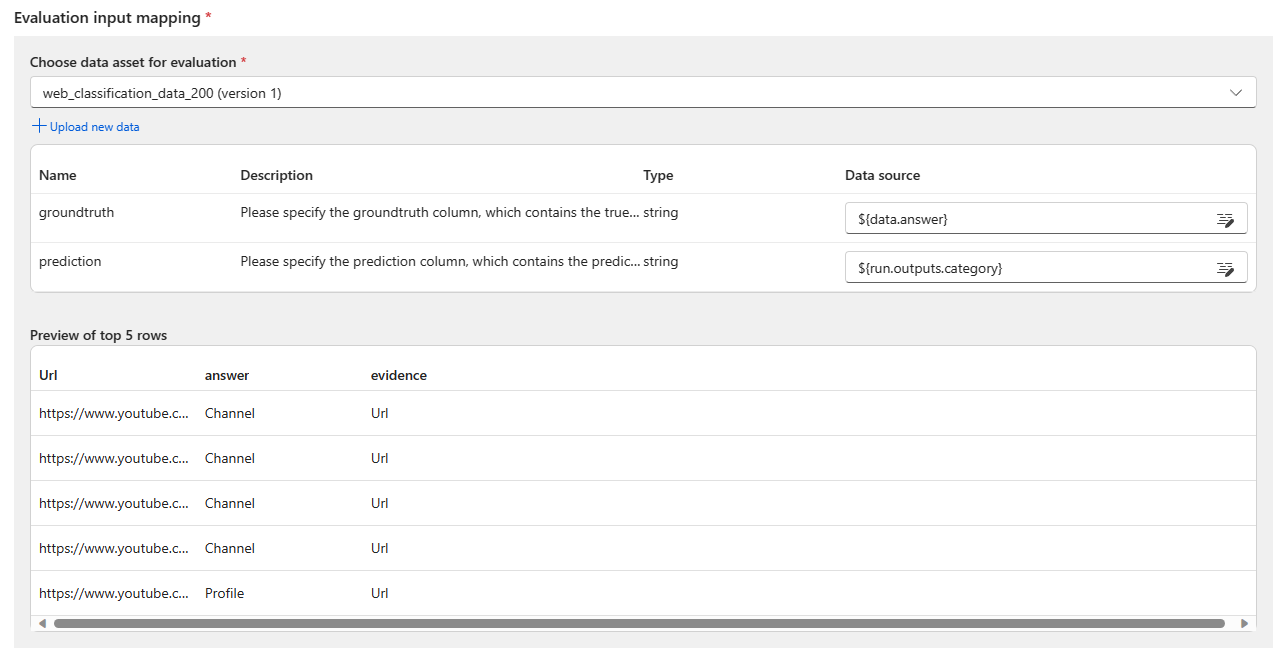 Evaluation input mapping *
Choose data asset for evaluation *
web_classification_data_200 (version 1)
Upload new data
Name Description Type Data source
groundtruth Please specify the groundtruth column, which contains the true... string ${data.answer}
prediction Please specify the prediction column, which contains the predic... string ${run.outputs.category}
Preview of top 5 rows
Url answer evidence
https://www.youtube.c... Channel Url
https://www.youtube.c... Channel Url
https://www.youtube.c... Channel Url
https://www.youtube.c... Channel Url
https://www.youtube.c... Profile Url